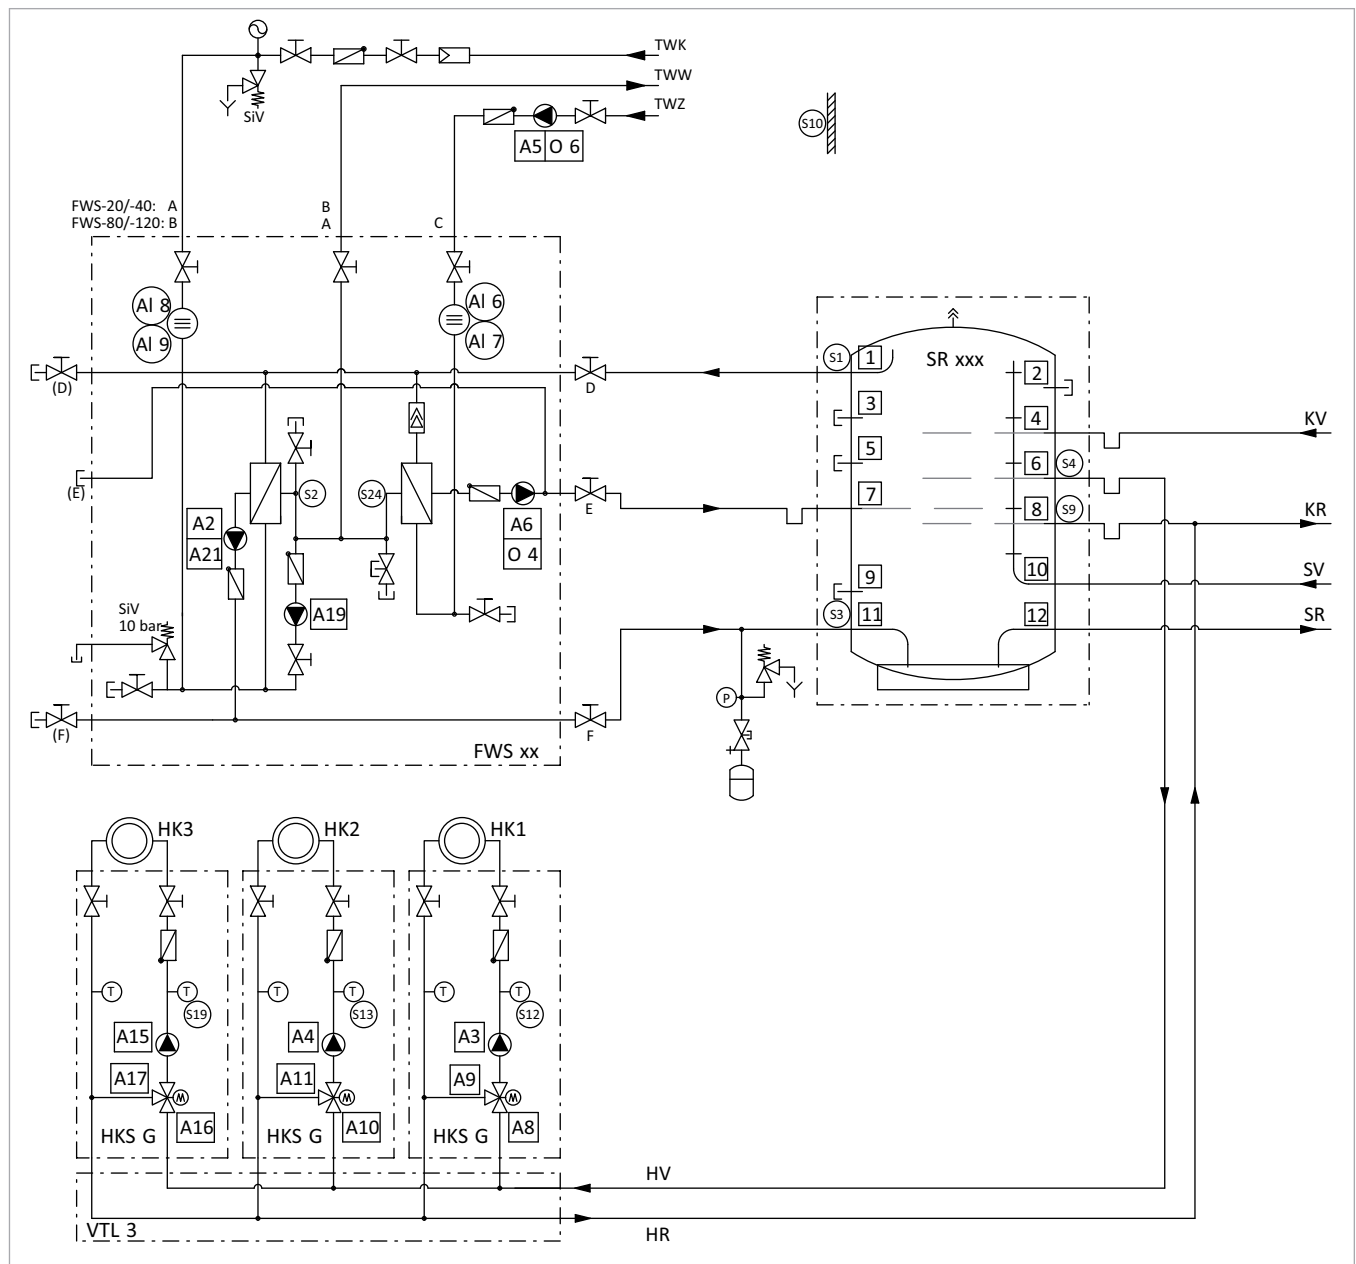 TWK
TWW
TWZ
SiV
A5 O 6
S10
FWS-20/-40: A B
FWS-80/-120: B A C
Al 8
Al 9
Al 6
Al 7
(D)
D
(E)
E
S2
S24
A2
A21
A6
O 4
A19
SiV
10 bar
(F)
F
FWS xx
S1
1
SR xxx
2
3
4
KV
5
6
S4
7
8
S9
KR
9
10
SV
S3
11
12
SR
P
HK3
HK2
HK1
T
T
T
T
T
T
S19
S13
S12
A15
A4
A3
A17
A11
A9
M
M
M
A16
A10
A8
HKS G
HKS G
HKS G
HV
VTL 3
HR